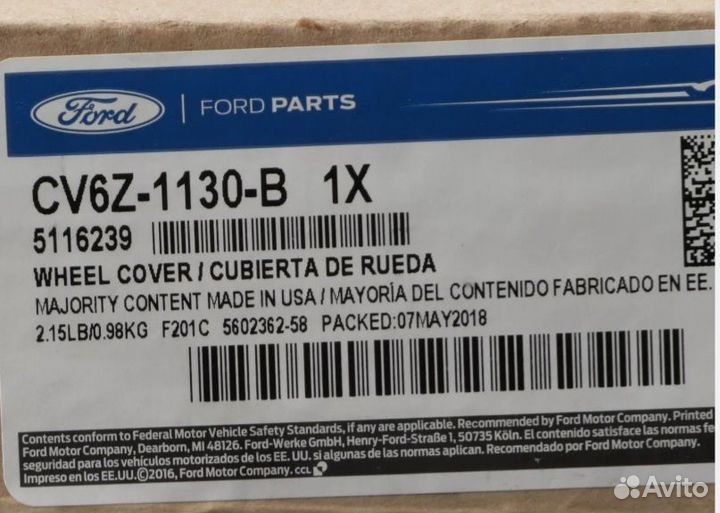 Ford | FORD PARTS
CV6Z-1130-B 1X
5116239
WHEEL COVER / CUBIERTA DE RUEDA
MAJORITY CONTENT MADE IN USA / MAYORÍA DEL CONTENIDO FABRICADO EN EE.
2.15LB/0.98KG F201C 5602362-58 PACKED:07MAY2018
Contents conform to Federal Motor Vehicle Safety Standards, if any are applicable. Recommended by Ford Motor Company. Printed
Ford Motor Company, Dearborn, MI 48126. Ford-Werke GmbH, Henry-Ford-Straße 1, 50735 Köln. El contenido satisface las normas fe
seguridad para los vehículos motorizados de los EE. UU. si algunas de las normas aplican. Recomendado por Ford Motor Company.
Impreso en los EE.UU.©2016, Ford Motor Company. CCL
Avito